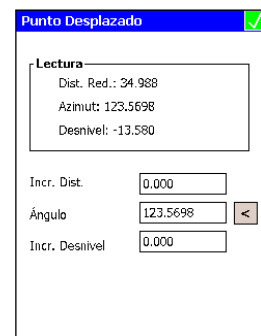 Punto Desplazado
Lectura
Dist. Red.: 34.988
Azimut: 123.5698
Desnivel: -13.580
Incr. Dist. 0.000
Ángulo 123.5698 <
Incr. Desnivel 0.000